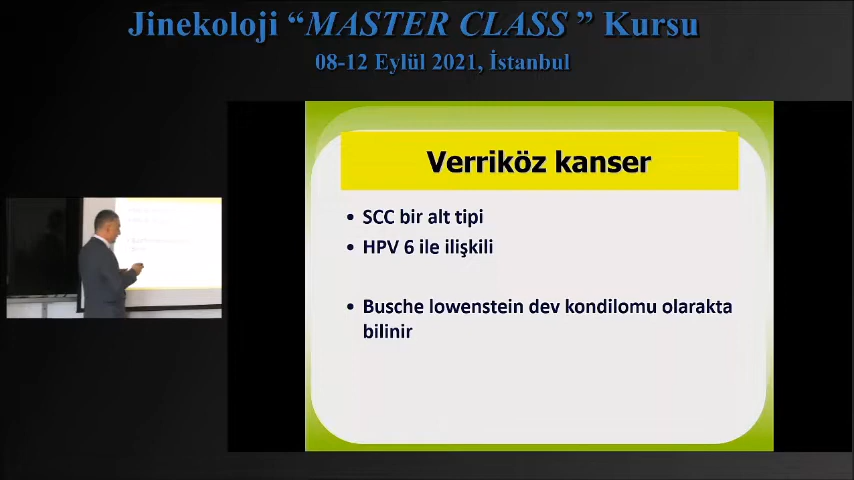 Jinekoloji “MASTER CLASS ” Kursu
08-12 Eylül 2021, İstanbul
Verriköz kanser
• SCC bir alt tipi
• HPV 6 ile ilişkili
• Busche lowenstein dev kondilomu olarakta
bilinir